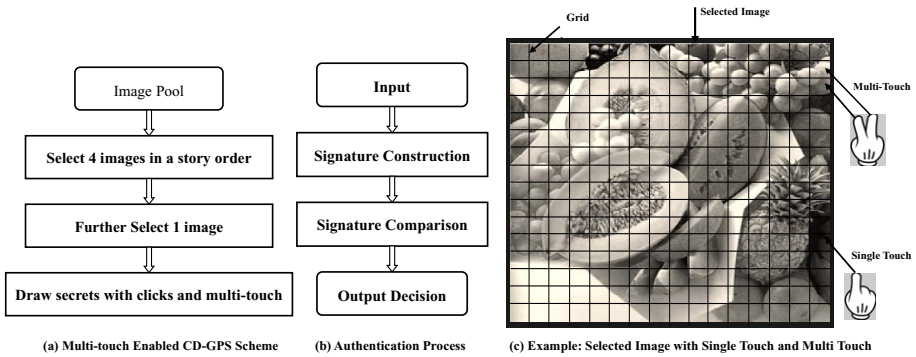 Image Pool
Select 4 images in a story order
Further Select 1 image
Draw secrets with clicks and multi-touch
(a) Multi-touch Enabled CD-GPS Scheme
Input
Signature Construction
Signature Comparison
Output Decision
(b) Authentication Process
Grid
Selected Image
Multi-Touch
Single Touch
(c) Example: Selected Image with Single Touch and Multi Touch